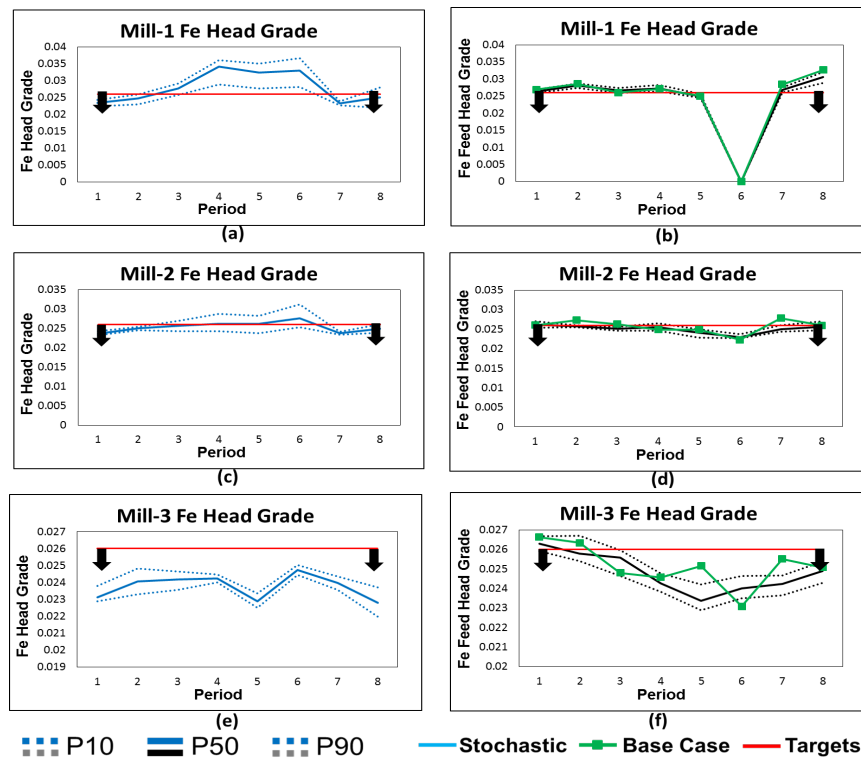 Mill-1 Fe Head Grade
Fe Head Grade
0.04
0.035
0.03
0.025
0.02
0.015
0.01
0.005
0
1 2 3 4 5 6 7 8
Period
(a)
Mill-1 Fe Head Grade
Fe Feed Head Grade
0.04
0.035
0.03
0.025
0.02
0.015
0.01
0.005
0
1 2 3 4 5 6 7 8
Period
(b)
Mill-2 Fe Head Grade
Fe Head Grade
0.035
0.03
0.025
0.02
0.015
0.01
0.005
0
1 2 3 4 5 6 7 8
Period
(c)
Mill-2 Fe Head Grade
Fe Feed Head Grade
0.035
0.03
0.025
0.02
0.015
0.01
0.005
0
1 2 3 4 5 6 7 8
Period
(d)
Mill-3 Fe Head Grade
Fe Head Grade
0.027
0.026
0.025
0.024
0.023
0.022
0.021
0.02
0.019
1 2 3 4 5 6 7 8
Period
(e)
Mill-3 Fe Head Grade
Fe Feed Head Grade
0.027
0.026
0.025
0.024
0.023
0.022
0.021
0.02
1 2 3 4 5 6 7 8
Period
(f)
P10 P50 P90 Stochastic Base Case Targets